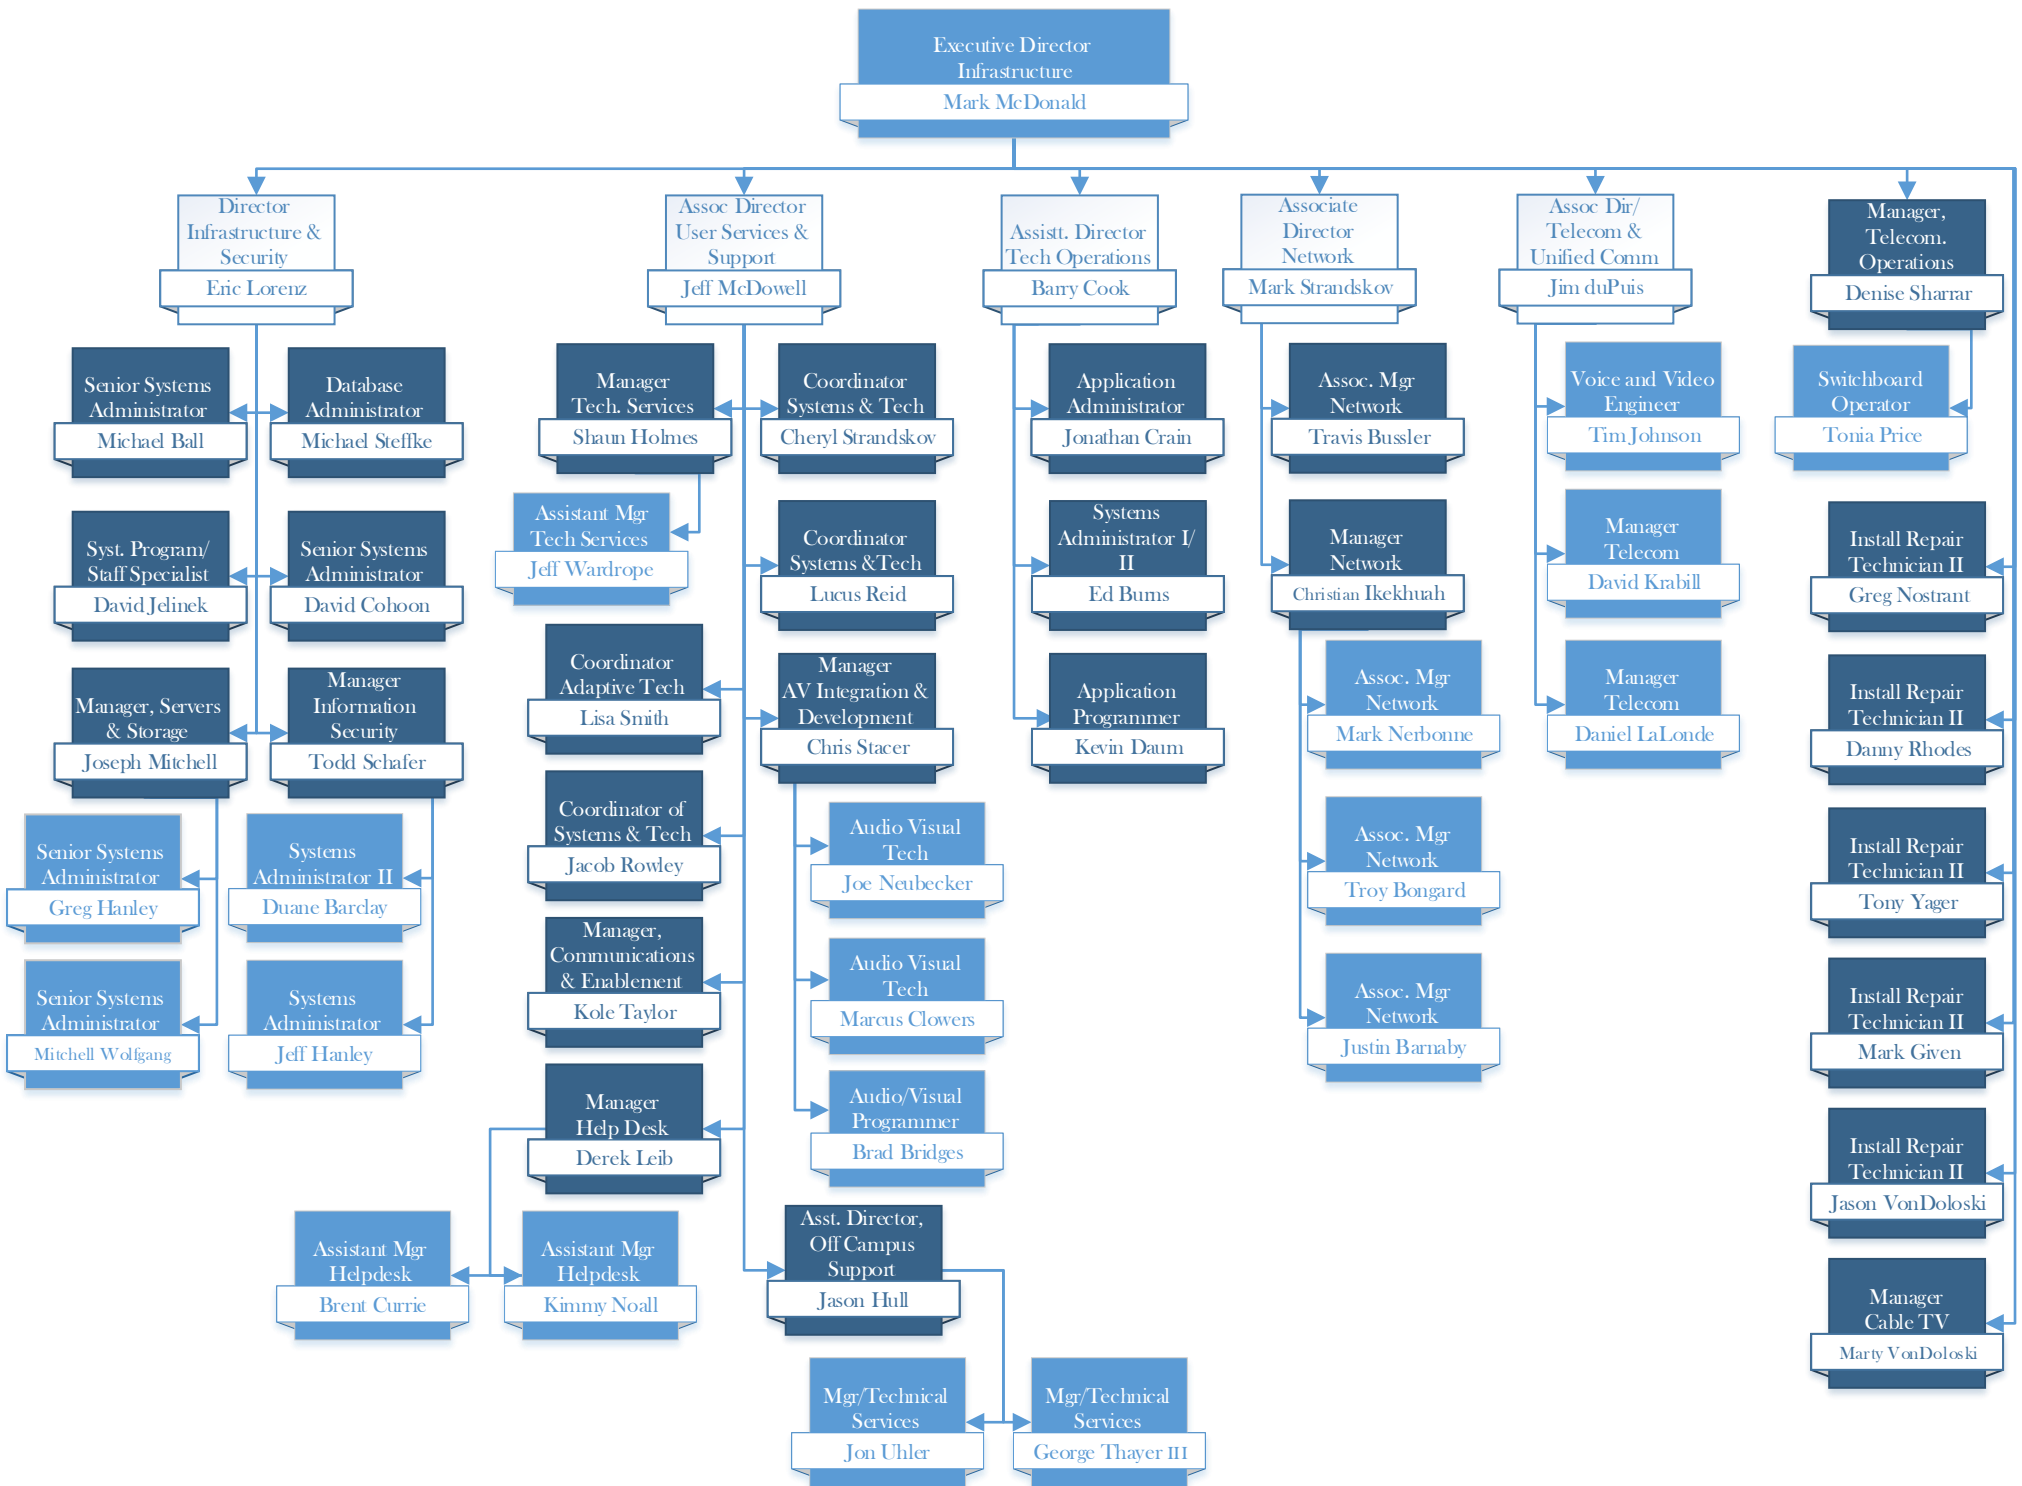 Executive Director
Infrastructure
Mark McDonald
Director
Infrastructure &
Security
Eric Lorenz
Assoc Director
User Services &
Support
Jeff McDowell
Assistt. Director
Tech Operations
Barry Cook
Associate
Director
Network
Mark Strandskov
Assoc Dir/
Telecom &
Unified Comm
Jim duPuis
Manager,
Telecom.
Operations
Denise Sharrar
Senior Systems
Administrator
Michael Ball
Database
Administrator
Michael Steffke
Syst. Program/
Staff Specialist
David Jelinek
Senior Systems
Administrator
David Cohoon
Manager, Servers
& Storage
Joseph Mitchell
Manager
Information
Security
Todd Schafer
Senior Systems
Administrator
Greg Hanley
Systems
Administrator II
Duane Barclay
Senior Systems
Administrator
Mitchell Wolfgang
Systems
Administrator
Jeff Hanley
Manager
Tech. Services
Shaun Holmes
Coordinator
Systems & Tech
Cheryl Strandskov
Assistant Mgr
Tech Services
Jeff Wardrope
Coordinator
Systems &Tech
Lucus Reid
Coordinator
Adaptive Tech
Lisa Smith
Manager
AV Integration &
Development
Chris Stacer
Coordinator of
Systems & Tech
Jacob Rowley
Audio Visual
Tech
Joe Neubecker
Manager,
Communications
& Enablement
Kole Taylor
Audio Visual
Tech
Marcus Clowers
Manager
Help Desk
Derek Leib
Audio/Visual
Programmer
Brad Bridges
Assistant Mgr
Helpdesk
Brent Currie
Assistant Mgr
Helpdesk
Kimmy Noall
Asst. Director,
Off Campus
Support
Jason Hull
Mgr/Technical
Services
Jon Uhler
Mgr/Technical
Services
George Thayer III
Application
Administrator
Jonathan Crain
Systems
Administrator I/
II
Ed Burns
Application
Programmer
Kevin Daum
Assoc. Mgr
Network
Travis Bussler
Manager
Network
Christian Ikekhuah
Assoc. Mgr
Network
Mark Nerbonne
Assoc. Mgr
Network
Troy Bongard
Assoc. Mgr
Network
Justin Barnaby
Voice and Video
Engineer
Tim Johnson
Manager
Telecom
David Krabill
Manager
Telecom
Daniel LaLonde
Switchboard
Operator
Tonia Price
Install Repair
Technician II
Greg Nostrant
Install Repair
Technician II
Danny Rhodes
Install Repair
Technician II
Tony Yager
Install Repair
Technician II
Mark Given
Install Repair
Technician II
Jason VonDoloski
Manager
Cable TV
Marty VonDoloski